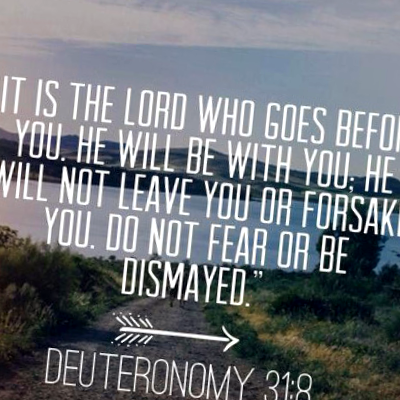 IT IS THE LORD WHO GOES BEFOR
YOU. HE WILL BE WITH YOU; HE
WILL NOT LEAVE YOU OR FORSAKE
YOU. DO NOT FEAR OR BE
DISMAYED.”
DEUTERONOMY 31:8